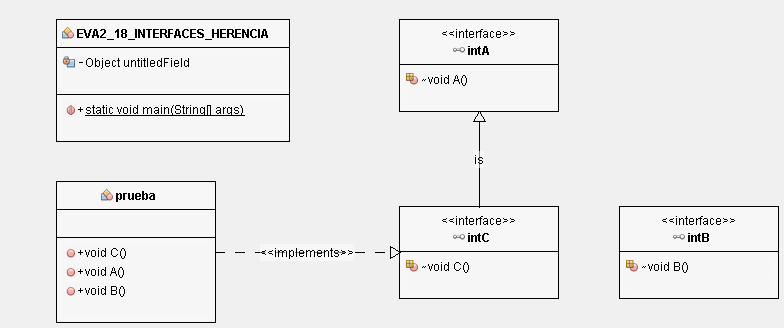 EVA2_18_INTERFACES_HERENCIA
-Object untitledField
+static void main(String[] args)
<<interface>>
intA
~void A()
is
prueba
+void C()
+void A()
+void B()
<<implements>>
<<interface>>
intC
~void C()
<<interface>>
intB
~void B()